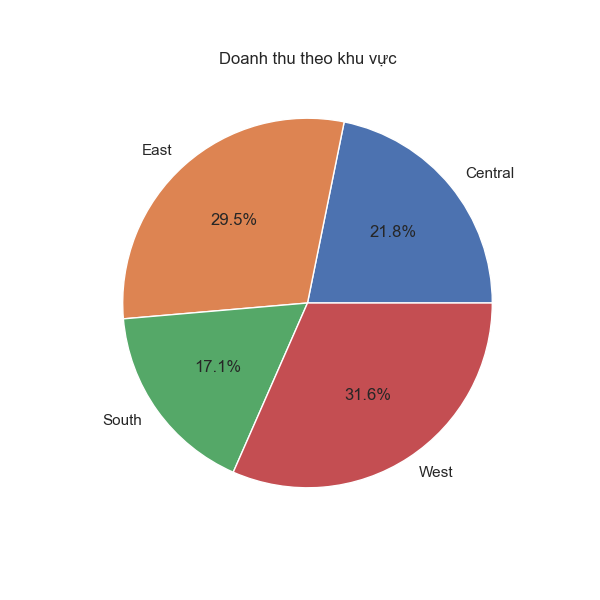 Doanh thu theo khu vực
East
Central
29.5%
21.8%
17.1%
31.6%
South
West